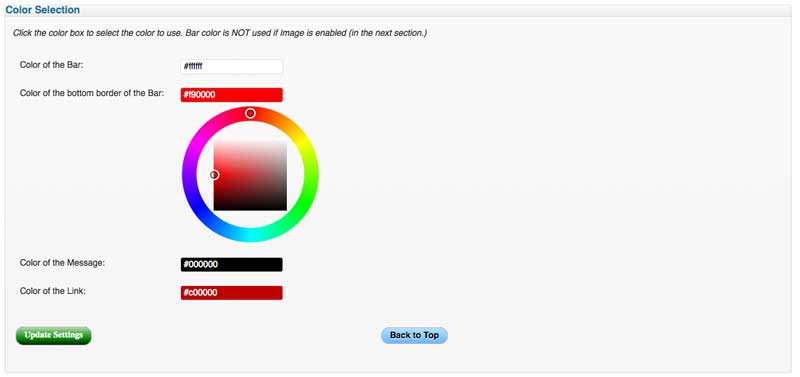 Color Selection
Click the color box to select the color to use. Bar color is NOT used if Image is enabled (in the next section.)
Color of the Bar: #ffffff
Color of the bottom border of the Bar: #f90000
Color of the Message: #000000
Color of the Link: #c00000
Update Settings Back to Top